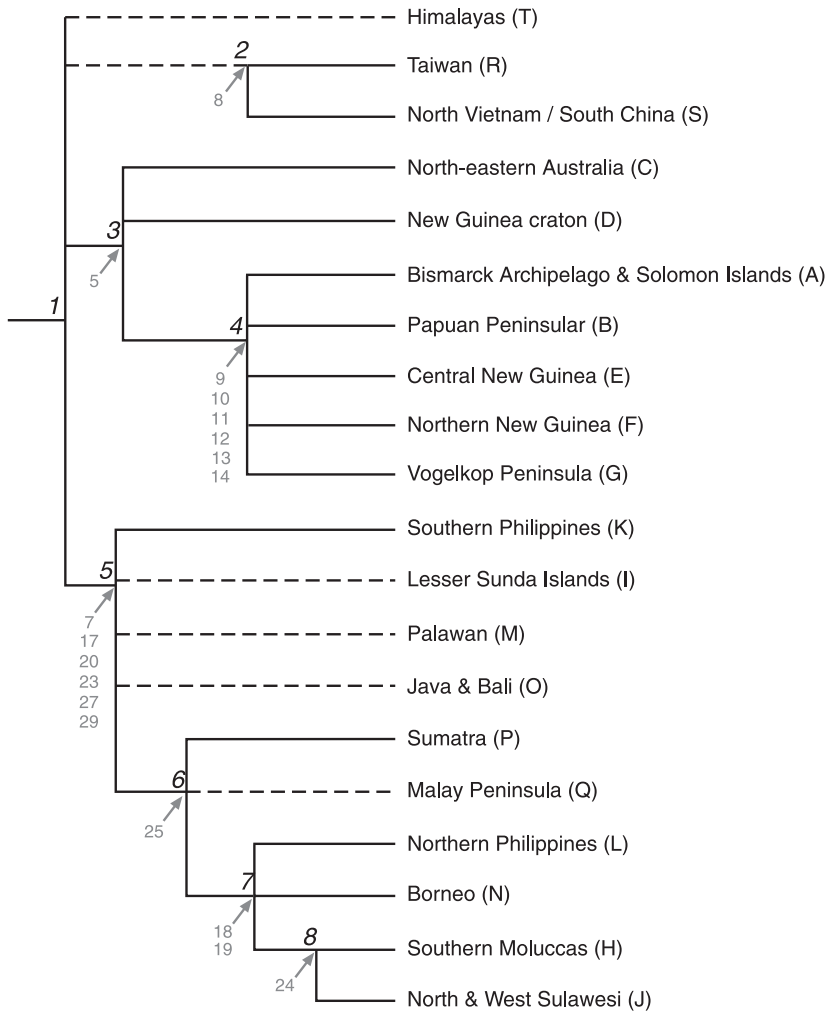 Himalayas (T)
2
Taiwan (R)
8
North Vietnam / South China (S)
North-eastern Australia (C)
New Guinea craton (D)
3
5
Bismarck Archipelago & Solomon Islands (A)
1
4
Papuan Peninsular (B)
9
Central New Guinea (E)
10
11
Northern New Guinea (F)
12
13
14
Vogelkop Peninsula (G)
Southern Philippines (K)
5
Lesser Sunda Islands (I)
7
17
Palawan (M)
20
23
Java & Bali (O)
27
29
Sumatra (P)
6
Malay Peninsula (Q)
25
Northern Philippines (L)
7
Borneo (N)
18
19
8
Southern Moluccas (H)
24
North & West Sulawesi (J)